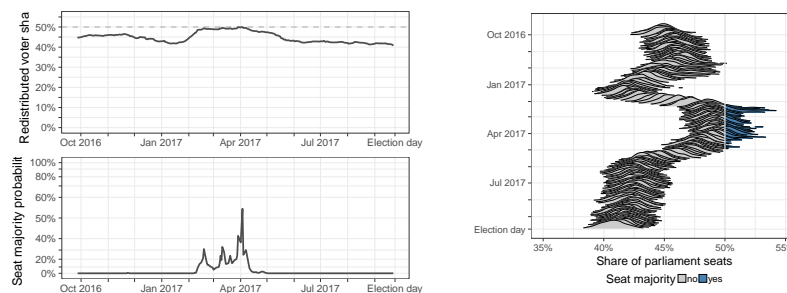 Redistributed voter sha
50%
40%
30%
20%
10%
0%
Oct 2016 Jan 2017 Apr 2017 Jul 2017 Election day
Seat majority probabilit
100%
80%
60%
40%
20%
0%
Oct 2016 Jan 2017 Apr 2017 Jul 2017 Election day
Oct 2016
Jan 2017
Apr 2017
Jul 2017
Election day
35% 40% 45% 50% 55
Share of parliament seats
Seat majority no yes